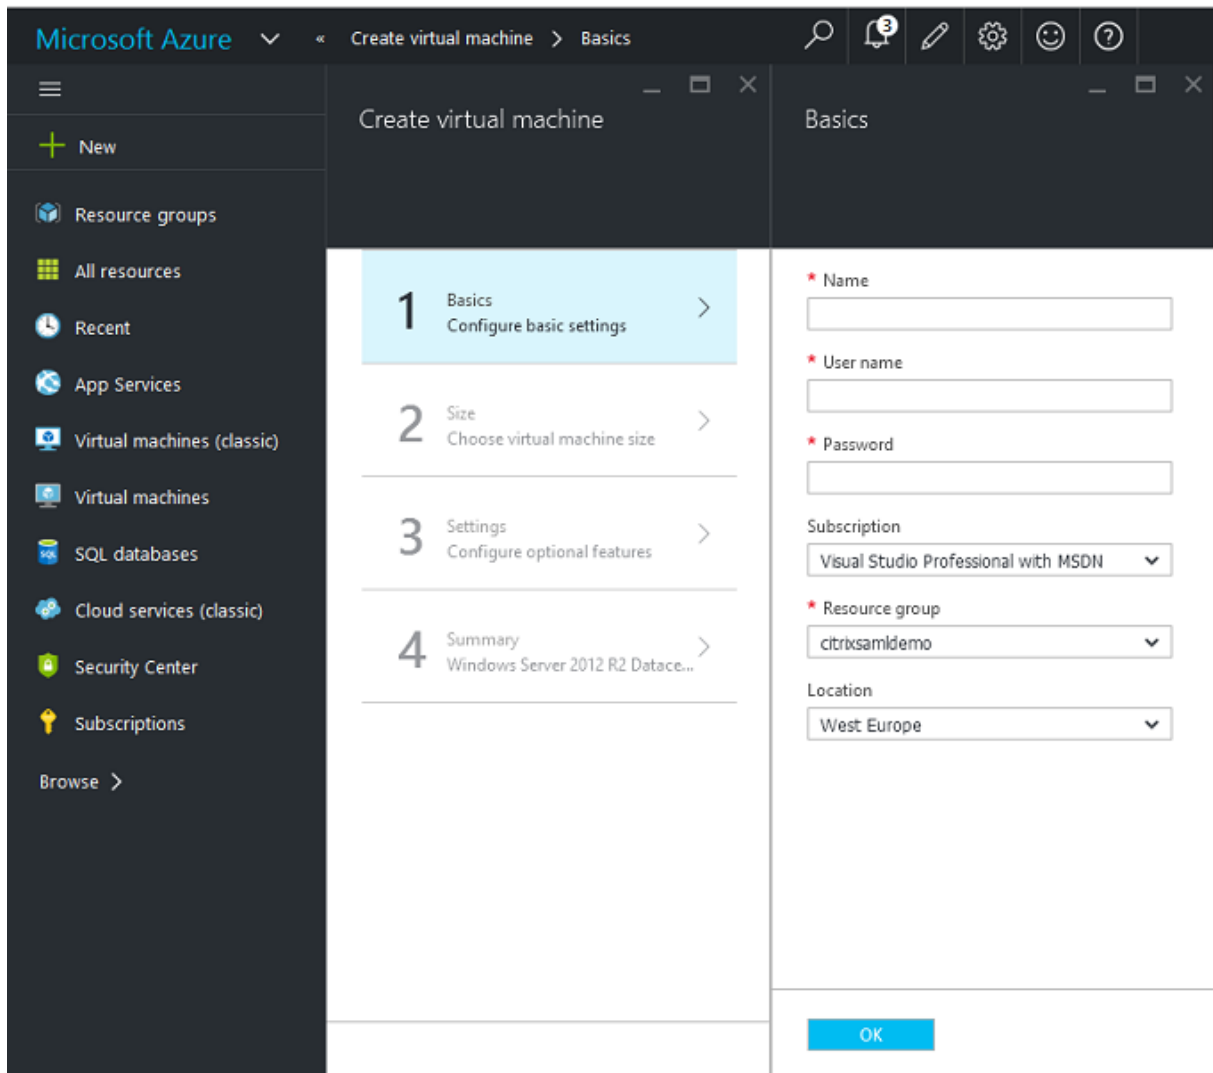 Microsoft Azure « Create virtual machine > Basics 3
Create virtual machine
Basics
New
Resource groups
All resources
Recent
App Services
Virtual machines (classic)
Virtual machines
SQL databases
Cloud services (classic)
Security Center
Subscriptions
Browse >
1 Basics
Configure basic settings
2 Size
Choose virtual machine size
3 Settings
Configure optional features
4 Summary
Windows Server 2012 R2 Datace...
* Name
* User name
* Password
Subscription
Visual Studio Professional with MSDN
* Resource group
citrixsamldemo
Location
West Europe
OK